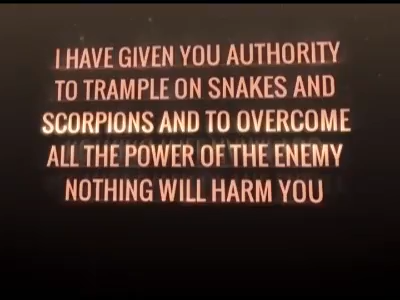 I HAVE GIVEN YOU AUTHORITY
TO TRAMPLE ON SNAKES AND
SCORPIONS AND TO OVERCOME
ALL THE POWER OF THE ENEMY
NOTHING WILL HARM YOU